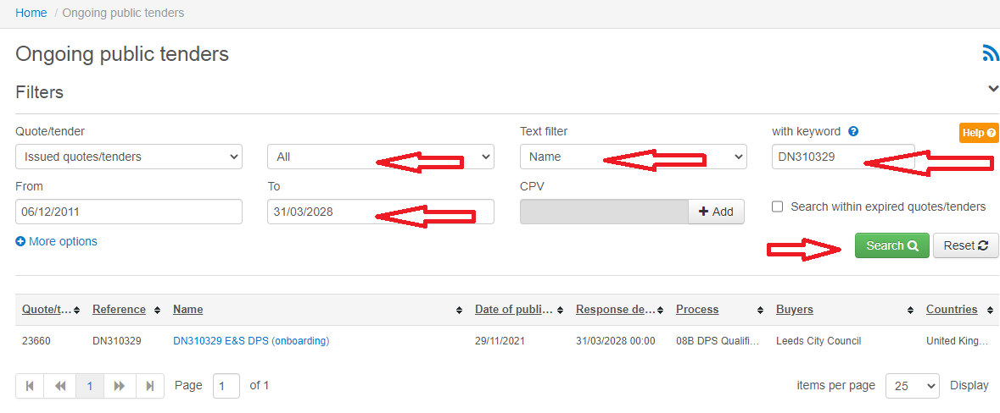 Home / Ongoing public tenders
Ongoing public tenders
Filters
Quote/tender Text filter with keyword Help
Issued quotes/tenders All Name DN310329
From To CPV
06/12/2011 31/03/2028 Add Search within expired quotes/tenders
More options Search Reset
Quote/t... Reference Name Date of publi... Response de... Process Buyers Countries
23660 DN310329 DN310329 E&S DPS (onboarding) 29/11/2021 31/03/2028 00:00 08B DPS Qualifi... Leeds City Council United King...
1 Page 1 of 1 items per page 25 Display